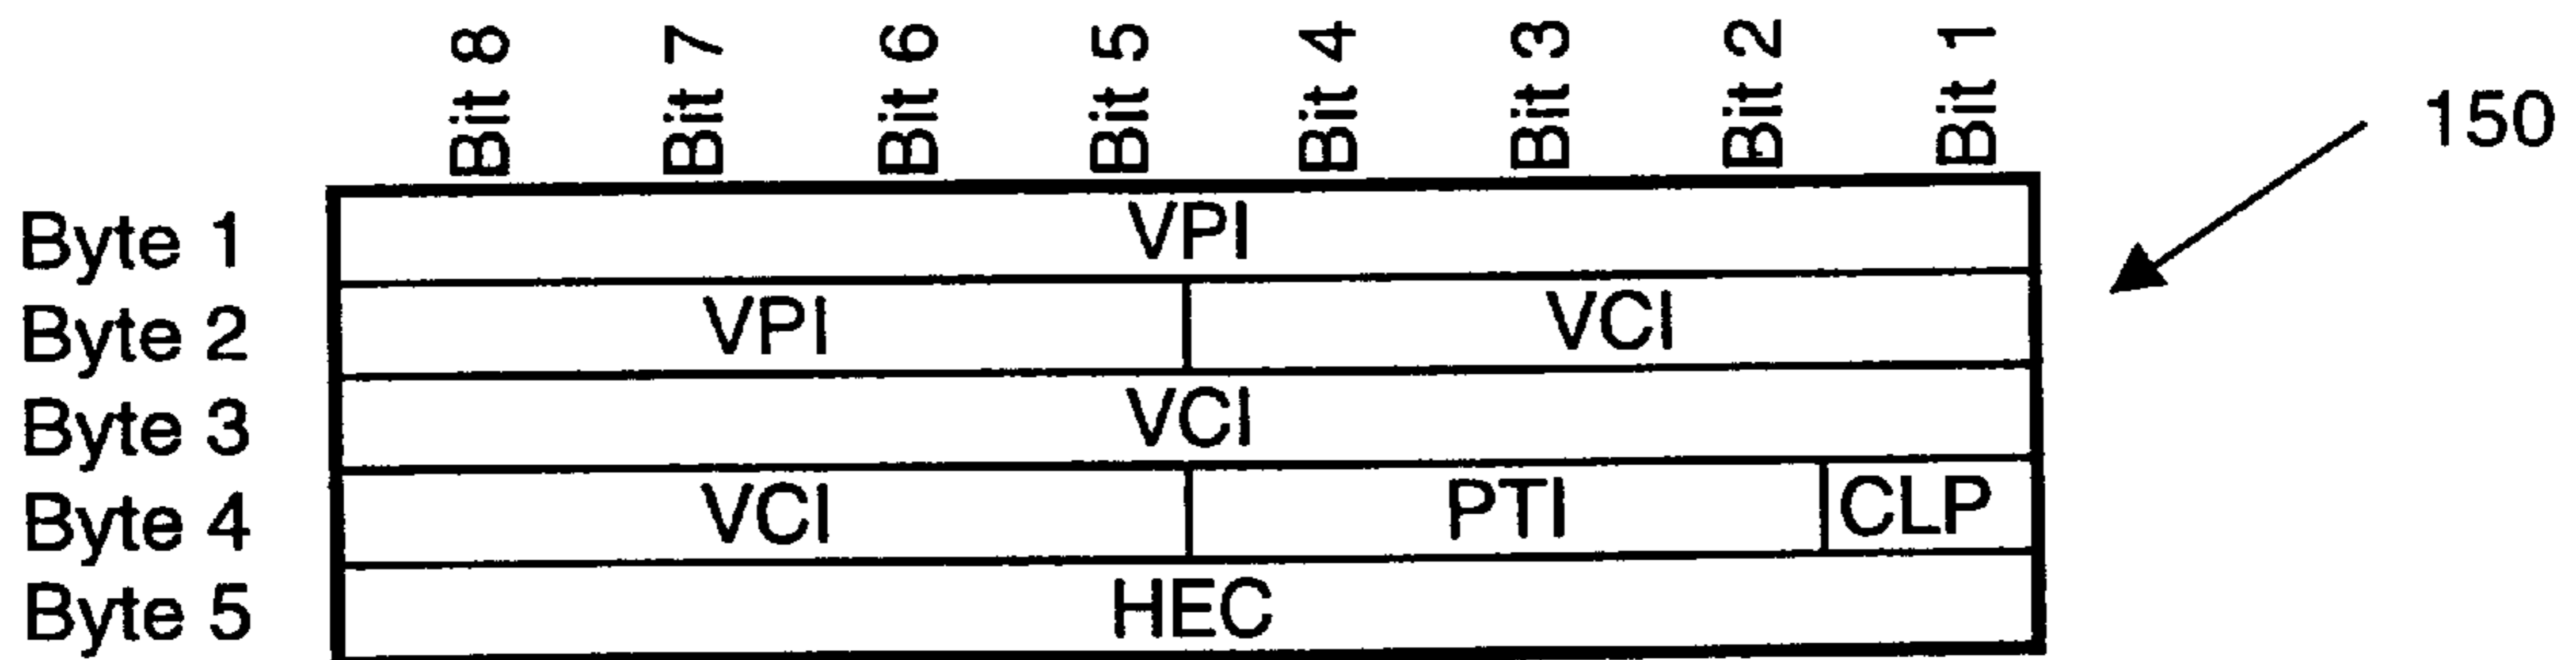 Bit 8 Bit 7 Bit 6 Bit 5 Bit 4 Bit 3 Bit 2 Bit 1
150
Byte 1 VPI
Byte 2 VPI VCI
Byte 3 VCI
Byte 4 VCI PTI CLP
Byte 5 HEC